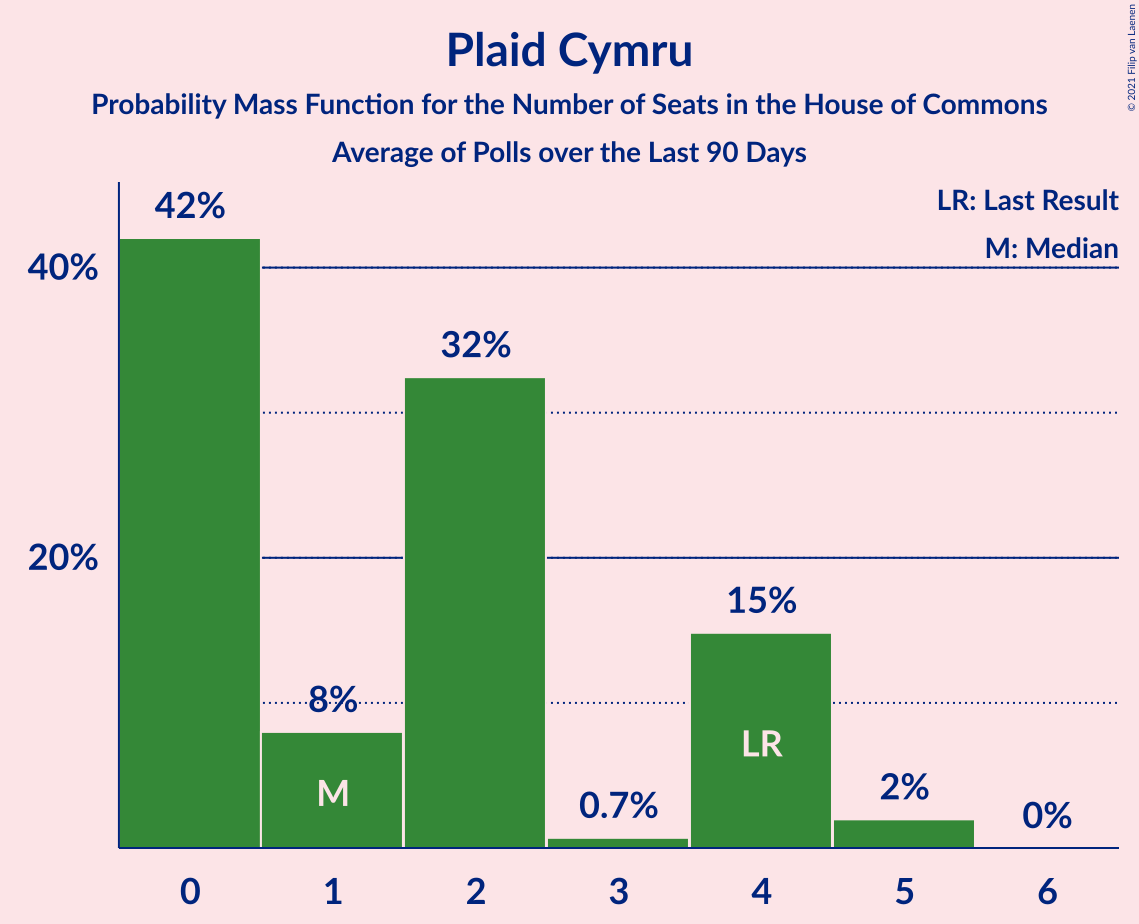 Plaid Cymru
Probability Mass Function for the Number of Seats in the House of Commons
Average of Polls over the Last 90 Days
© 2021 Filip van Laenen
LR: Last Result
M: Median
42%
40%
32%
20%
15%
8%
LR
M
0.7%
2%
0%
0 1 2 3 4 5 6